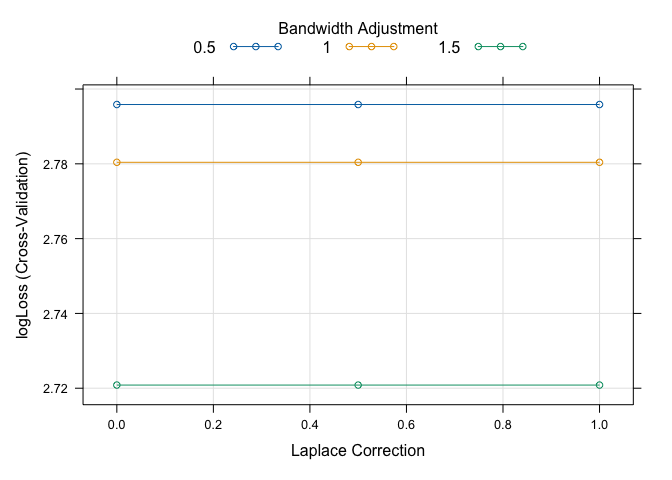 Bandwidth Adjustment
0.5 1 1.5
logLoss (Cross-Validation)
2.78
2.76
2.74
2.72
0.0 0.2 0.4 0.6 0.8 1.0
Laplace Correction